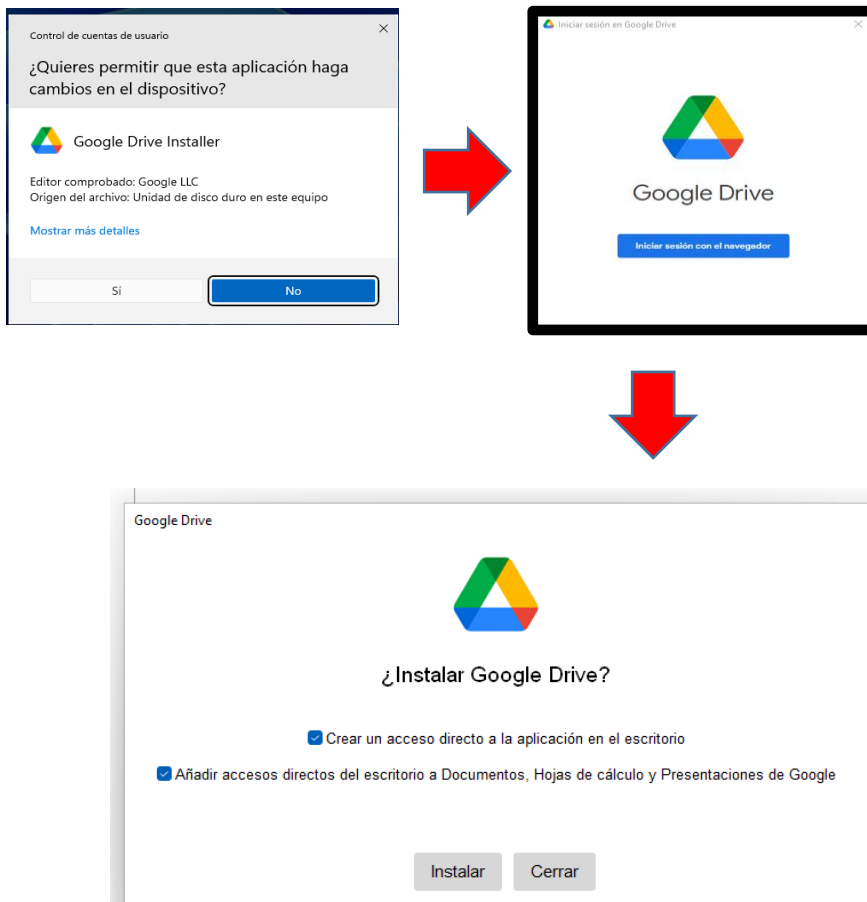 Control de cuentas de usuario
¿Quieres permitir que esta aplicación haga
cambios en el dispositivo?
Google Drive Installer
Editor comprobado: Google LLC
Origen del archivo: Unidad de disco duro en este equipo
Mostrar más detalles
Sí
No
Iniciar sesión en Google Drive
Google Drive
Iniciar sesión con el navegador
Google Drive
¿Instalar Google Drive?
Crear un acceso directo a la aplicación en el escritorio
Añadir accesos directos del escritorio a Documentos, Hojas de cálculo y Presentaciones de Google
Instalar
Cerrar